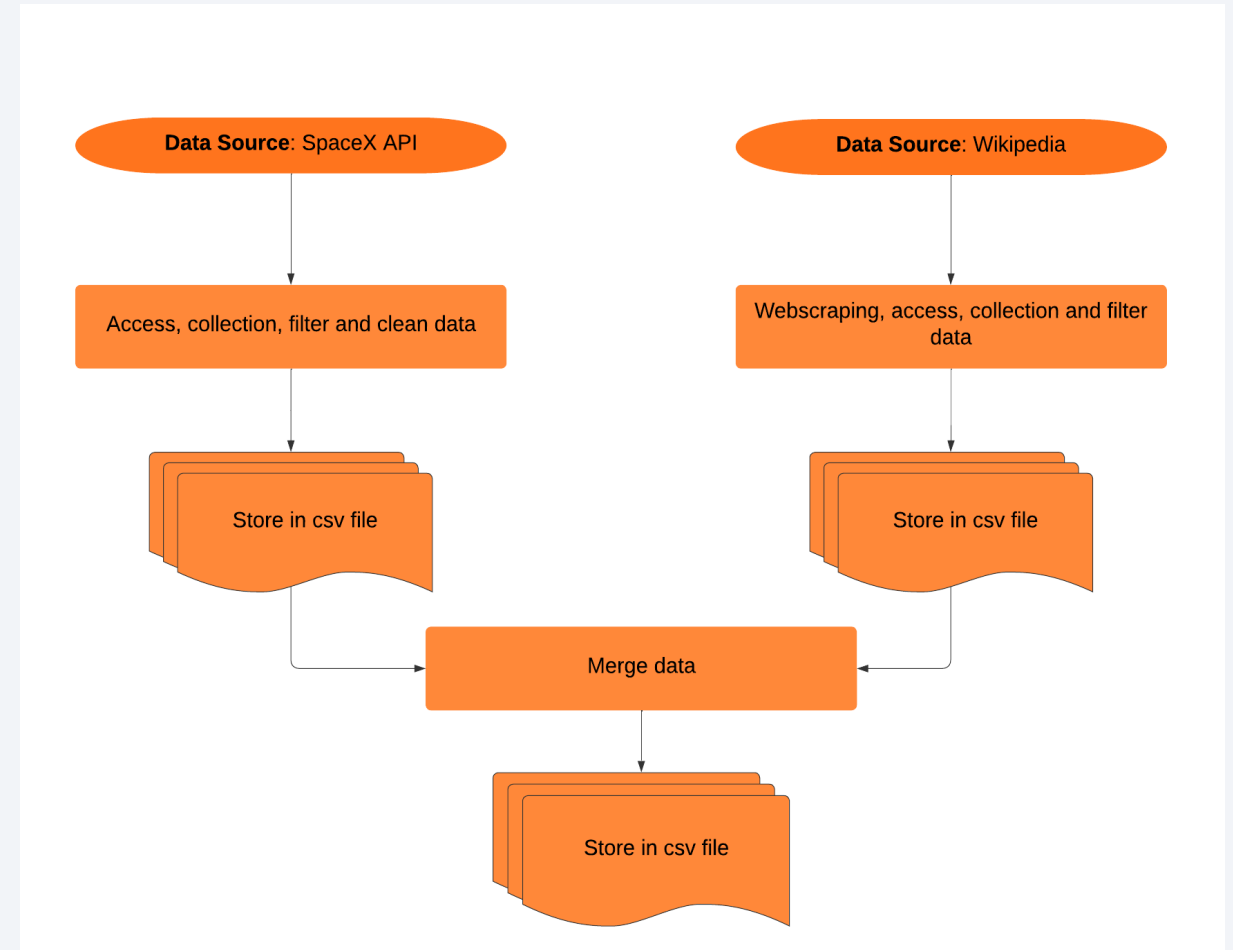 Data Source: SpaceX API
Data Source: Wikipedia
Access, collection, filter and clean data
Webscraping, access, collection and filter
data
Store in csv file
Store in csv file
Merge data
Store in csv file